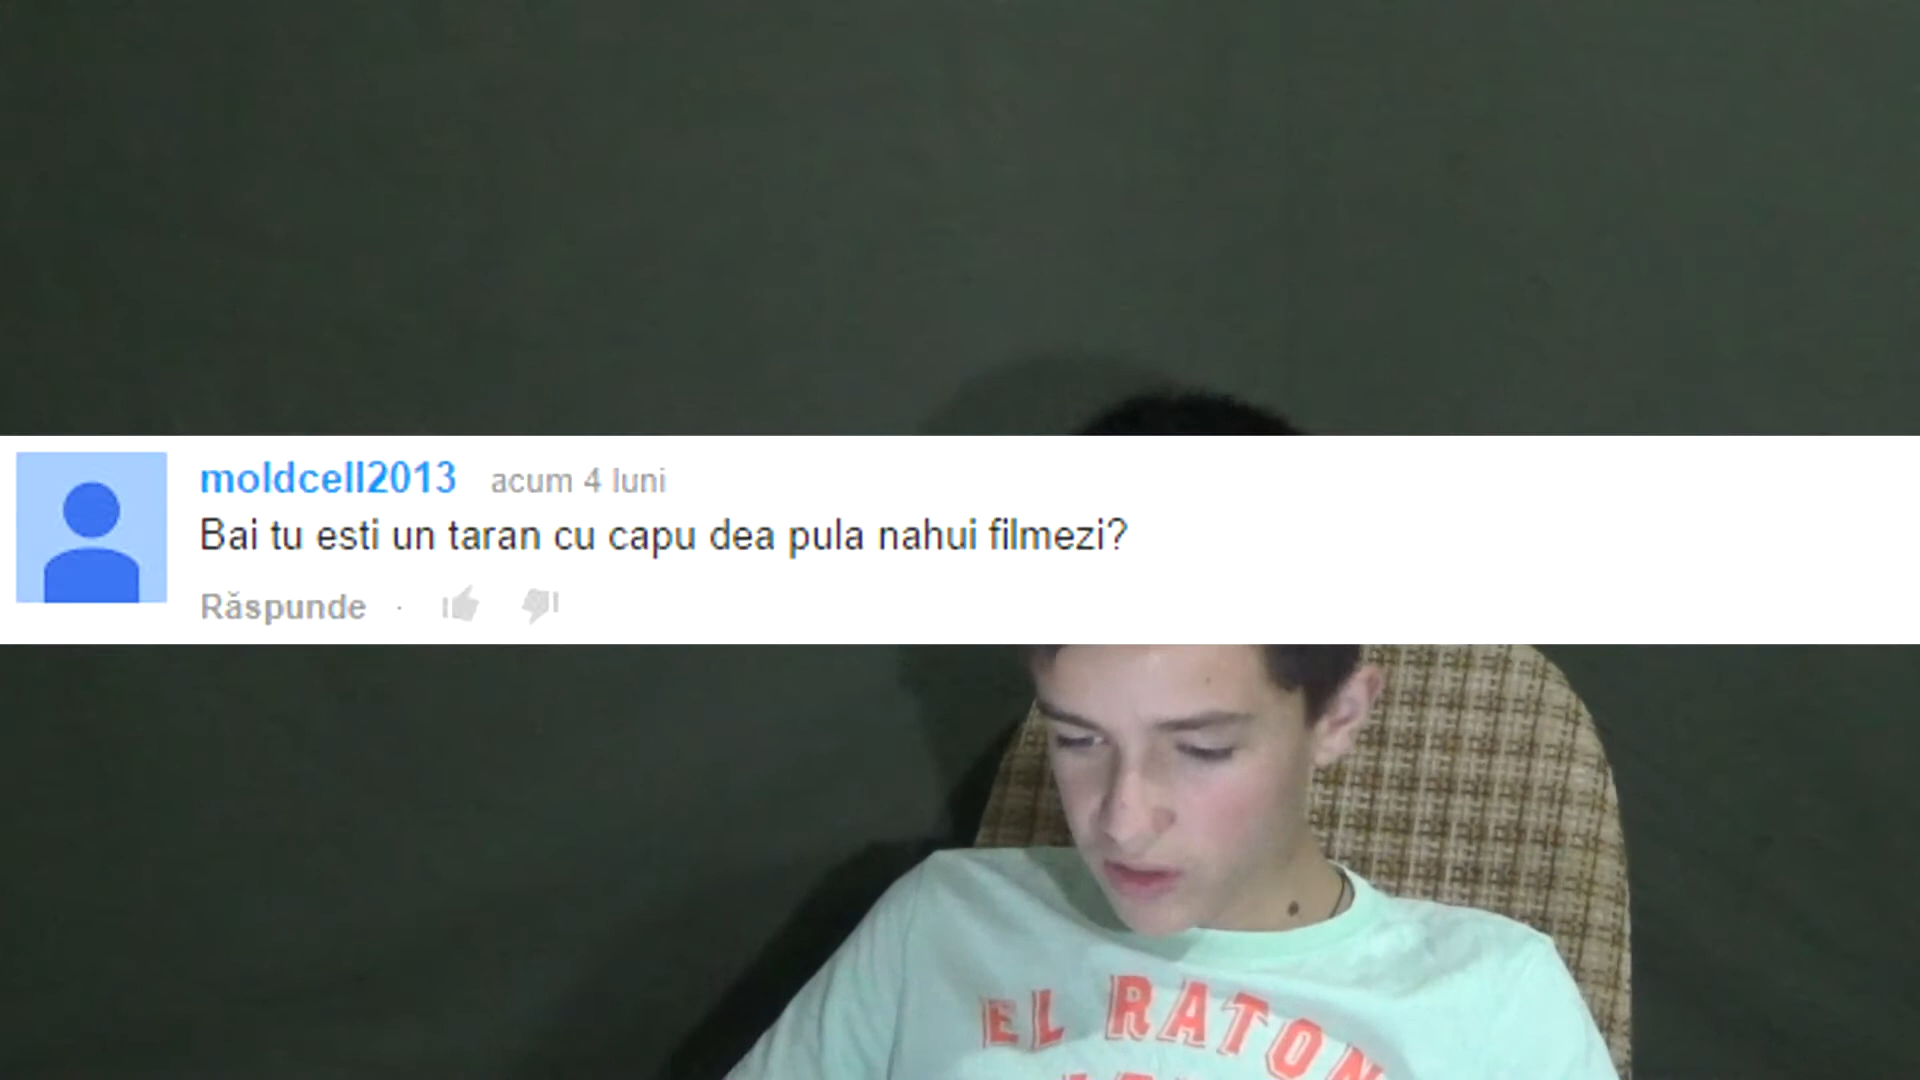 moldcell2013 acum 4 luni
Bai tu esti un taran cu capu dea pula nahui filmezi?
Răspunde ·
EL RATON